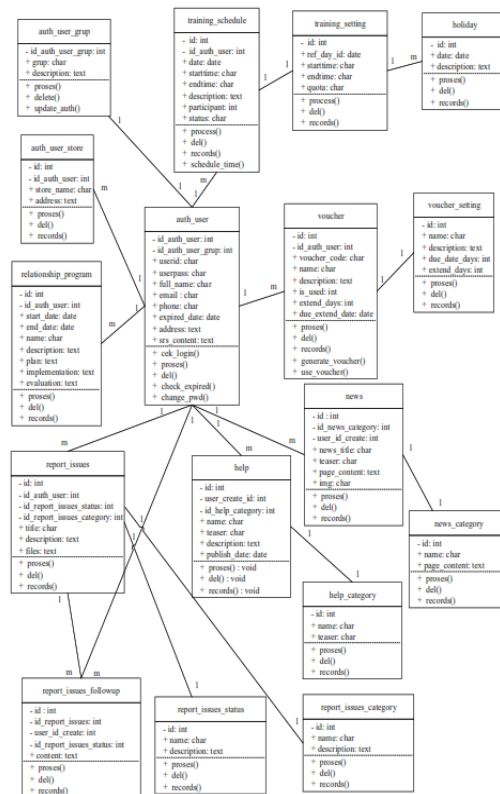 auth_user_grup
- id_auth_user_grup: int
+ grup: char
+ description: text
+ proses()
+ delete()
+ update_auth()
training_schedule
- id: int
- id_auth_user: int
+ date: date
+ starttime: char
+ endtime: char
+ description: text
+ participant: int
+ status: char
+ process()
+ del()
+ records()
+ schedule_time()
training_setting
- id: int
+ ref_day_id: date
+ starttime: char
+ endtime: char
+ quota: char
+ process()
+ del()
+ records()
holiday
- id: int
+ date: date
+ description: text
+ proses()
+ del()
+ records()
l
l
l
m
l
l
m
auth_user_store
- id: int
- id_auth_user: int
+ store_name: char
+ address: text
+ proses()
+ del()
+ records()
m
auth_user
- id_auth_user: int
- id_auth_user_grup: int
+ userid: char
+ userpass: char
+ full_name: char
+ email : char
+ phone: char
+ expired_date: date
+ address: text
+ srs_content: text
+ cek_login()
+ proses()
+ del()
+ check_expired()
+ change_pwd()
voucher
- id: int
- id_auth_user: int
+ voucher_code: char
+ name: char
+ description: text
+ is_used: int
+ extend_days: int
+ due_extend_date: date
+ proses()
+ del()
+ records()
+ generate_voucher()
+ use_voucher()
voucher_setting
- id: int
+ name: char
+ description: text
+ due_date_days: int
+ extend_days: int
+ proses()
+ del()
+ records()
l
l
m
l
l
relationship_program
- id: int
- id_auth_user: int
+ start_date: date
+ end_date: date
+ name: char
+ description: text
+ plan: text
+ implementation: text
+ evaluation: text
+ proses()
+ del()
+ records()
m
l
l
l
l
l
m
m
m
report_issues
- id: int
- id_auth_user: int
- id_report_issues_status: int
- id_report_issues_category: int
+ title: char
+ description: text
+ files: text
+ proses()
+ del()
+ records()
help
- id: int
- user_create_id: int
- id_help_category: int
+ name: char
+ teaser: char
+ description: text
+ publish_date: date
+ proses() : void
+ del() : void
+ records() : void
news
- id : int
- id_news_category: int
- user_id_create: int
+ news_title: char
+ teaser: char
+ page_content: text
+ img: char
+ proses()
+ del()
+ records()
l
l
news_category
- id: int
+ name: char
+ page_content: text
+ proses()
+ del()
+ records()
l
l
l
l
l
l
help_category
- id: int
+ name: char
+ teaser: char
+ proses()
+ del()
+ records()
m
m
l
l
report_issues_followup
- id : int
- id_report_issues: int
- user_id_create: int
- id_report_issues_status: int
+ content: text
+ proses()
+ del()
+ records()
report_issues_status
- id: int
+ name: char
+ description: text
+ proses()
+ del()
+ records()
report_issues_category
- id: int
+ name: char
+ description: text
+ proses()
+ del()
+ records()